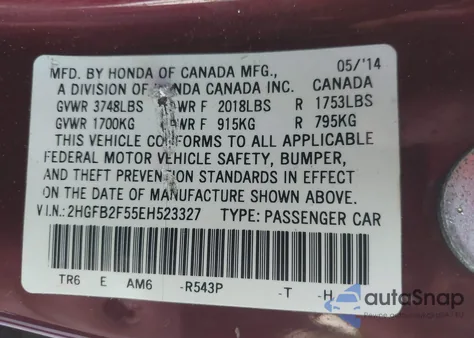 MFD. BY HONDA OF CANADA MFG., 05/'14
A DIVISION OF HONDA CANADA INC. CANADA
GVWR 3748LBS WR F 2018LBS R 1753LBS
GVWR 1700KG WR F 915KG R 795KG
THIS VEHICLE CONFORMS TO ALL APPLICABLE
FEDERAL MOTOR VEHICLE SAFETY, BUMPER,
AND THEFT PREVENTION STANDARDS IN EFFECT
ON THE DATE OF MANUFACTURE SHOWN ABOVE.
V I.N.:2HGFB2F55EH523327 TYPE: PASSENGER CAR
TR6 E AM6 -R543P -T -H
autoSnap